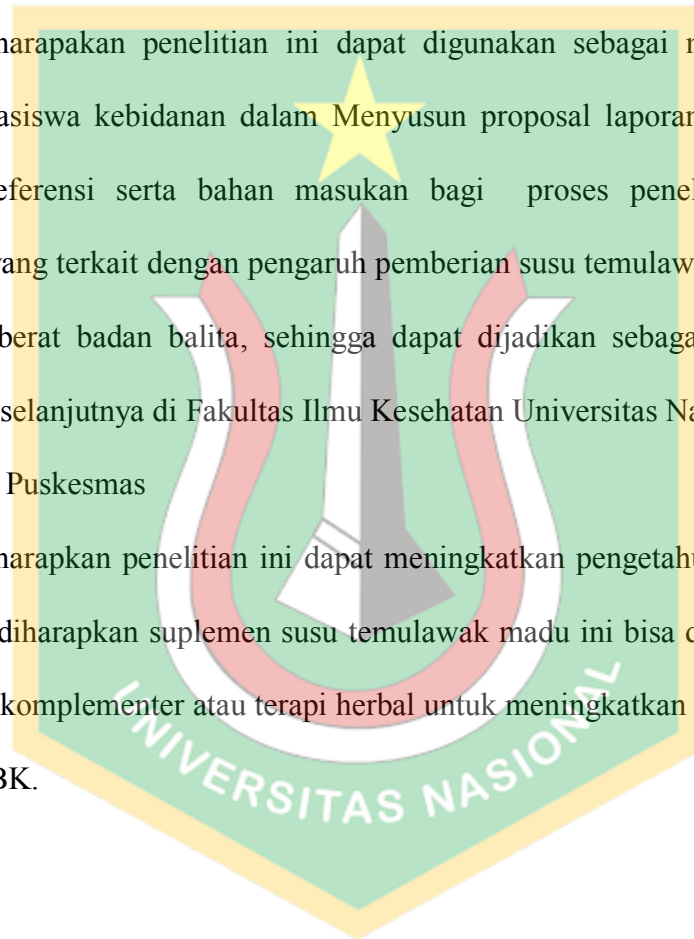 harapakan penelitian ini dapat digunakan sebagai
asiswa kebidanan dalam Menyusun proposal laporan
eferensi serta bahan masukan bagi proses penel
yang terkait dengan pengaruh pemberian susu temulaw
berat badan balita, sehingga dapat dijadikan sebaga
selanjutnya di Fakultas Ilmu Kesehatan Universitas Na
Puskesmas
harapkan penelitian ini dapat meningkatkan pengetahu
diharapkan suplemen susu temulawak madu ini bisa
komplementer atau terapi herbal untuk meningkatkan
BK.
UNIVERSITAS NASIONAL